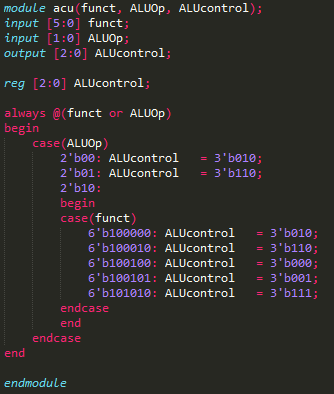 module acu(funct, ALUOp, ALUcontrol);
input [5:0] funct;
input [1:0] ALUOp;
output [2:0] ALUcontrol;

reg [2:0] ALUcontrol;

always @(funct or ALUOp)
begin
    case(ALUOp)
        2'b00: ALUcontrol   = 3'b010;
        2'b01: ALUcontrol   = 3'b110;
        2'b10:
        begin
        case(funct)
            6'b100000: ALUcontrol   = 3'b010;
            6'b100010: ALUcontrol   = 3'b110;
            6'b100100: ALUcontrol   = 3'b000;
            6'b100101: ALUcontrol   = 3'b001;
            6'b101010: ALUcontrol   = 3'b111;
        endcase
        end
    endcase
end

endmodule